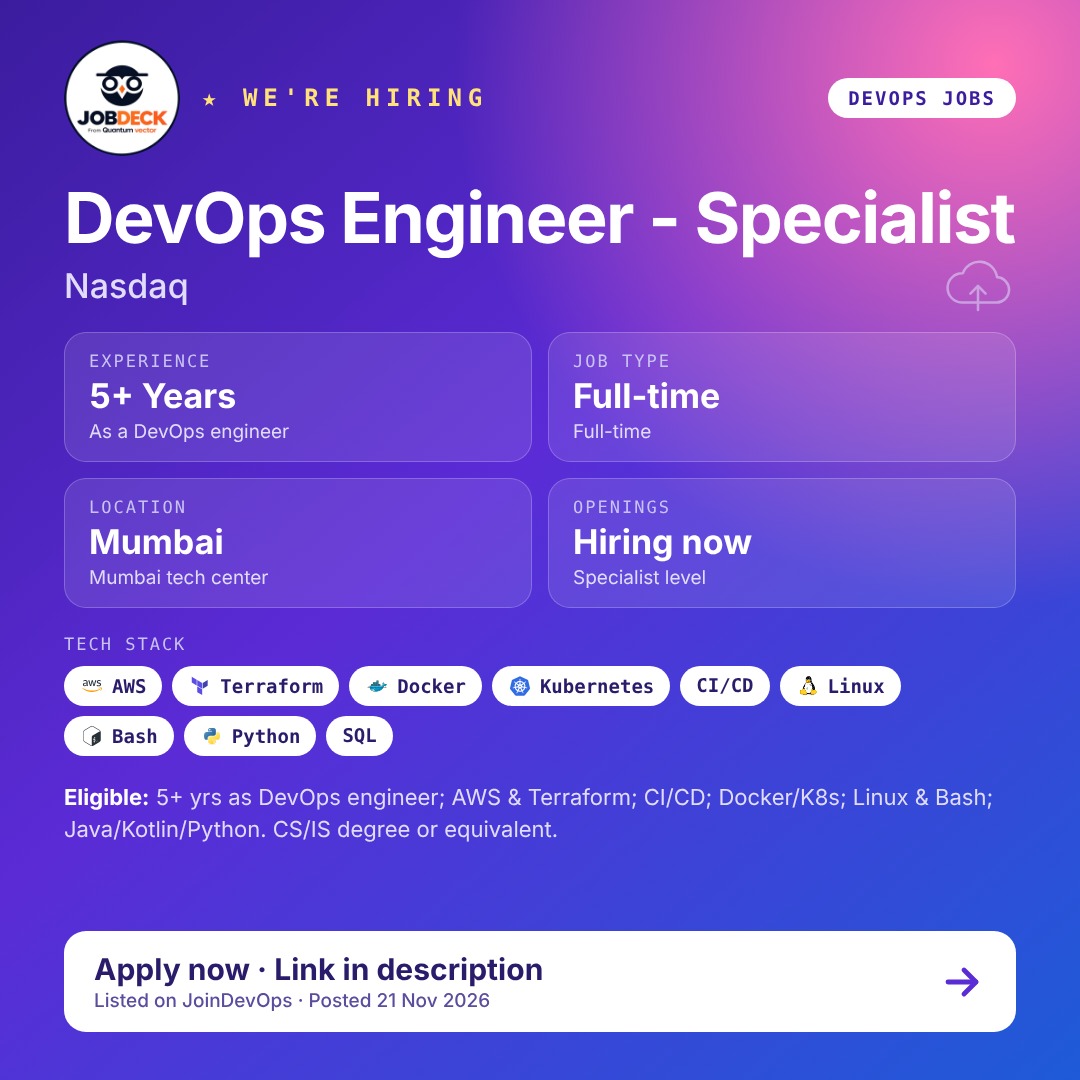 JOBDECK
From Quantum vector
★ WE'RE HIRING
DEVOPS JOBS
DevOps Engineer - Specialist
Nasdaq
EXPERIENCE
5+ Years
As a DevOps engineer
JOB TYPE
Full-time
Full-time
LOCATION
Mumbai
Mumbai tech center
OPENINGS
Hiring now
Specialist level
TECH STACK
aws AWS Terraform Docker Kubernetes CI/CD Linux
Bash Python SQL
Eligible: 5+ yrs as DevOps engineer; AWS & Terraform; CI/CD; Docker/K8s; Linux & Bash;
Java/Kotlin/Python. CS/IS degree or equivalent.
Apply now · Link in description
Listed on JoinDevOps · Posted 21 Nov 2026